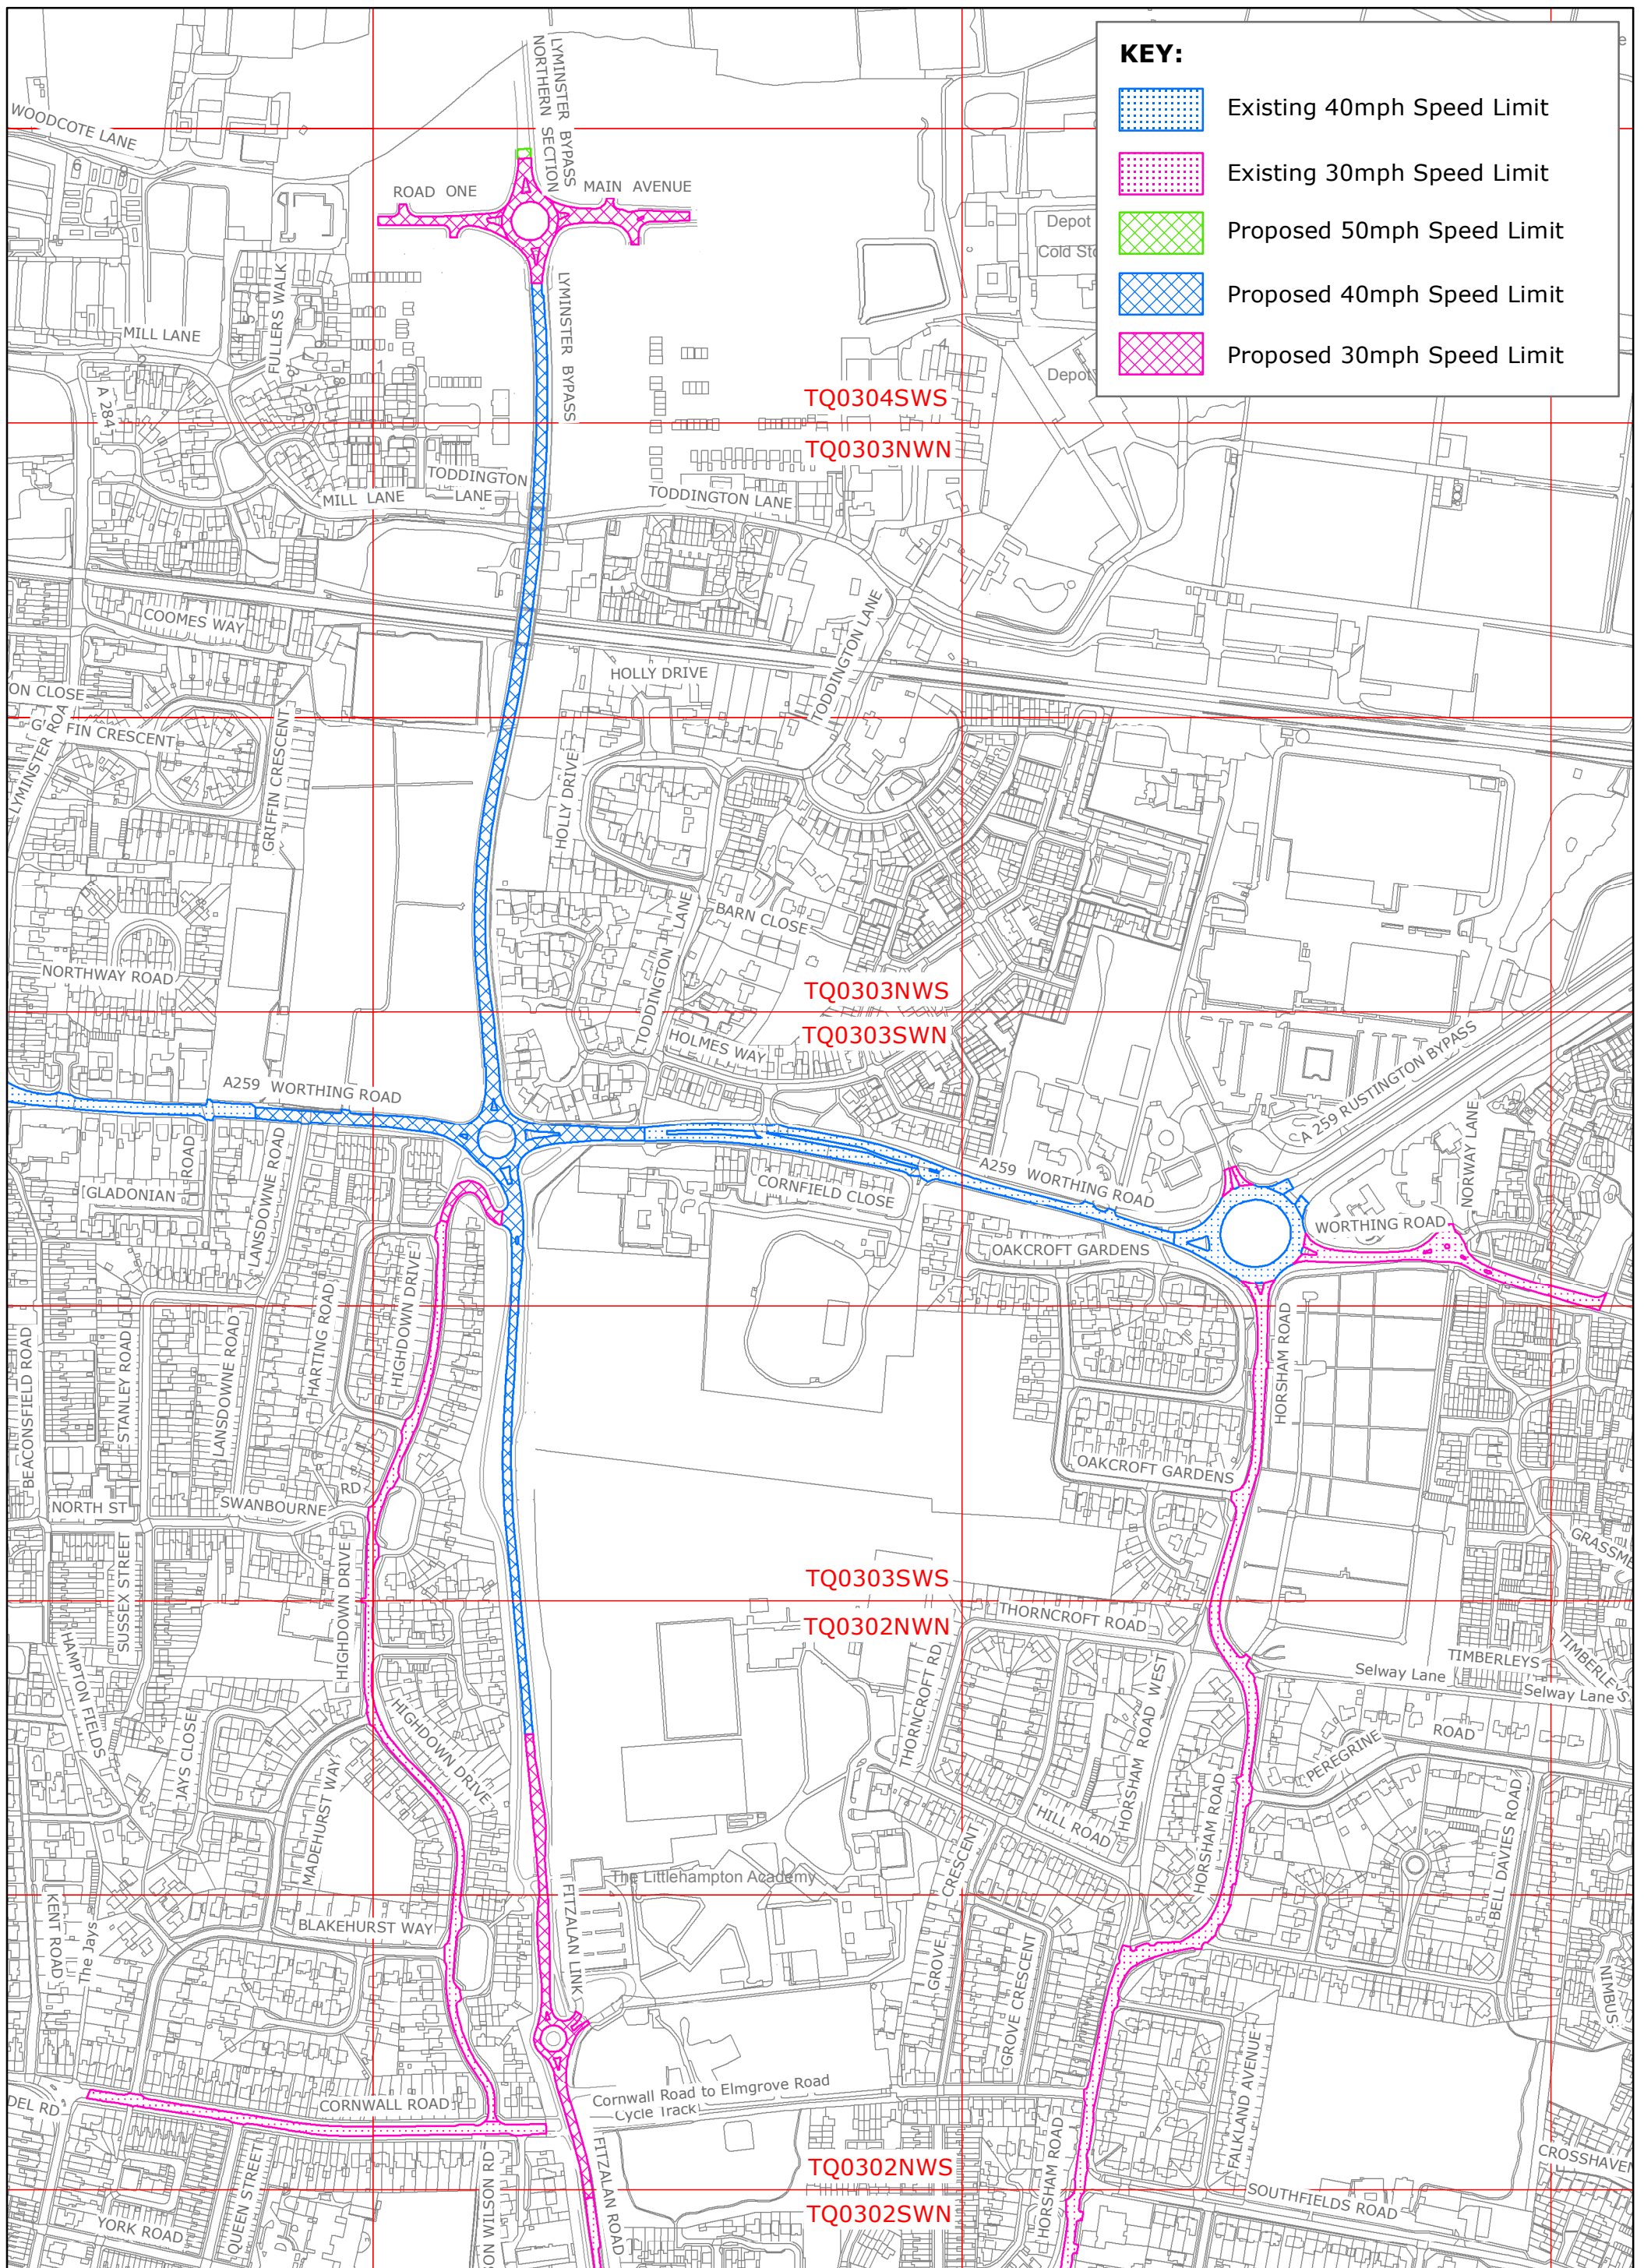 KEY:
Existing 40mph Speed Limit
Existing 30mph Speed Limit
Proposed 50mph Speed Limit
Proposed 40mph Speed Limit
Proposed 30mph Speed Limit
LYMINSTER BYPASS
NORTHERN SECTION
WOODCOTE LANE
ROAD ONE
MAIN AVENUE
Depot
Cold Sto
FULLERS WALK
LYMINSTER BYPASS
MILL LANE
Depot
A 284
TQ0304SWS
TQ0303NWN
TODDINGTON
LANE
MILL LANE
TODDINGTON LANE
COOMES WAY
TODDINGTON LANE
HOLLY DRIVE
ON CLOSE
LYMINSTER ROA
FIN CRESCENT
GRIFFIN CRESCENT
HOLLY DRIVE
TODDINGTON LANE
BARN CLOSE
NORTHWAY ROAD
TQ0303NWS
TQ0303SWN
HOLMES WAY
A259 WORTHING ROAD
A 259 RUSTINGTON BYPASS
NORWAY LANE
GLADONIAN
ROAD
LANSDOWNE ROAD
CORNFIELD CLOSE
A259 WORTHING ROAD
WORTHING ROAD
OAKCROFT GARDENS
HIGHDOWN DRIVE
HARTING ROAD
HORSHAM ROAD
BEACONSFIELD ROAD
STANLEY ROAD
LANSDOWNE ROAD
OAKCROFT GARDENS
NORTH ST
SWANBOURNE
RD
SUSSEX STREET
HIGHDOWN DRIVE
GRASSME
TQ0303SWS
TQ0302NWN
THORNCROFT ROAD
HAMPTON FIELDS
THORNCROFT RD
HORSHAM ROAD WEST
TIMBERLEYS
TIMBERLEYS
Selway Lane
Selway Lane
JAYS CLOSE
HIGHDOWN DRIVE
MADEHURST WAY
PEREGRINE
ROAD
HILL ROAD
HORSHAM ROAD
BELL DAVIES ROAD
The Littlehampton Academy
GROVE CRESCENT
KENT ROAD
The Jays
BLAKEHURST WAY
FITZALAN LINK
GROVE CRESCENT
NIMBUS
FALKLAND AVENUE
DEL RD
CORNWALL ROAD
Cornwall Road to Elmgrove Road
Cycle Track
HORSHAM ROAD
CROSSHAVEN
TQ0302NWS
TQ0302SWN
YORK ROAD
QUEEN STREET
ON WILSON RD
FITZALAN ROAD
SOUTHFIELDS ROAD